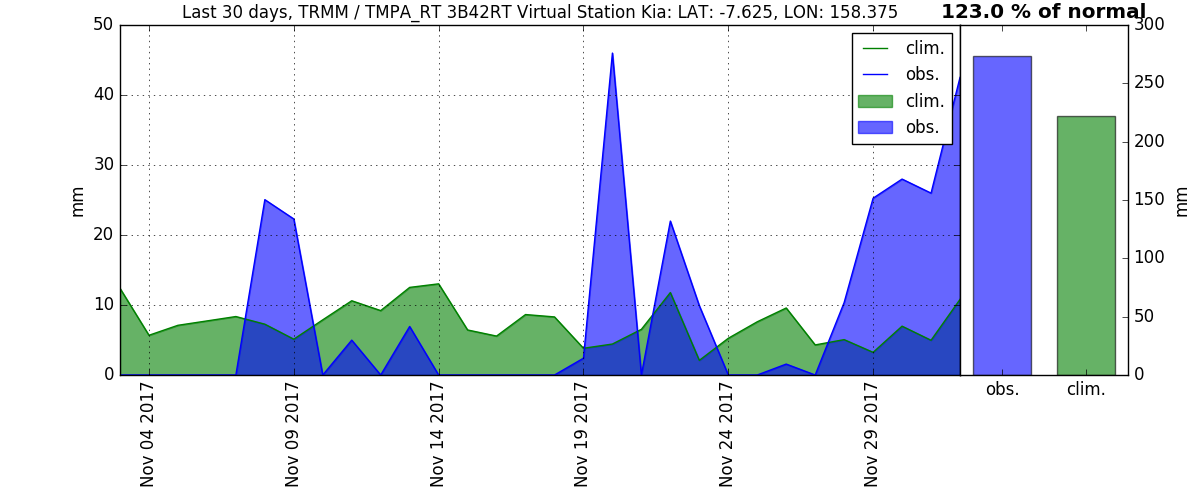 Last 30 days, TRMM / TMPA_RT 3B42RT Virtual Station Kia: LAT: -7.625, LON: 158.375
123.0 % of normal
clim.
obs.
clim.
obs.
mm
50
40
30
20
10
0
Nov 04 2017
Nov 09 2017
Nov 14 2017
Nov 19 2017
Nov 24 2017
Nov 29 2017
obs.
clim.
300
250
200
150
100
50
0
mm